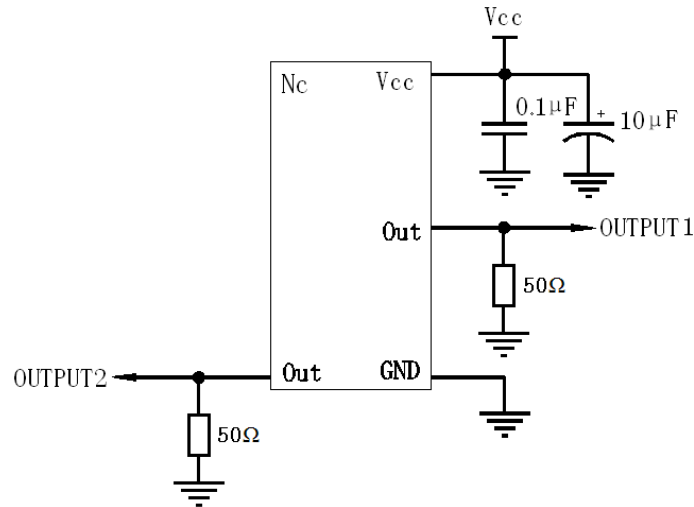 Vcc
Nc
Vcc
0.1μF
+
10μF
Out
OUTPUT1
50Ω
OUTPUT2
Out
GND
50Ω